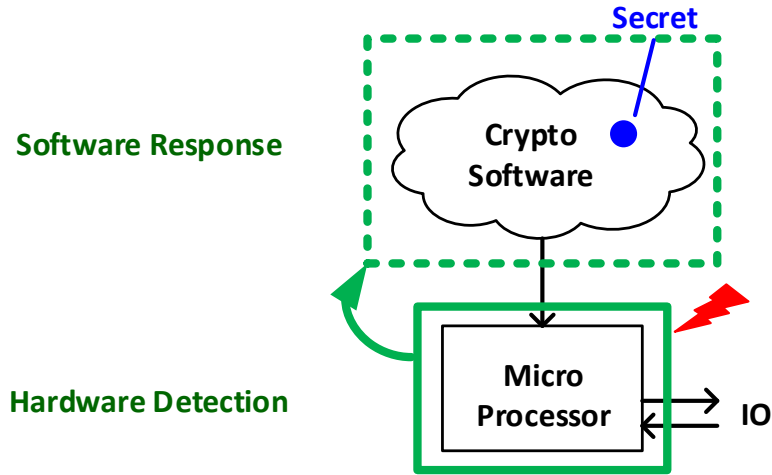 Secret
Software Response
Crypto
Software
Hardware Detection
Micro
Processor
IO